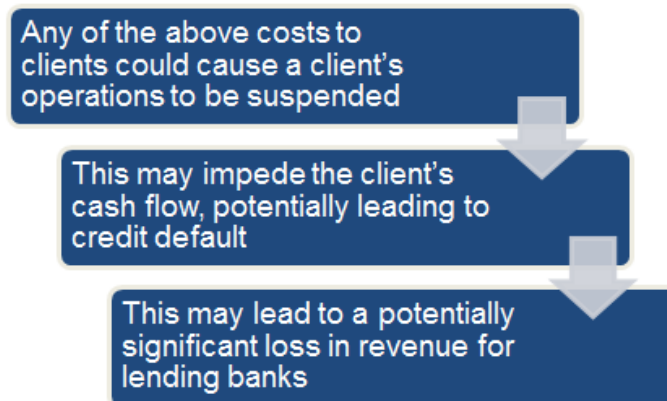 Any of the above costs to
clients could cause a client's
operations to be suspended
This may impede the client's
cash flow, potentially leading to
credit default
This may lead to a potentially
significant loss in revenue for
lending banks